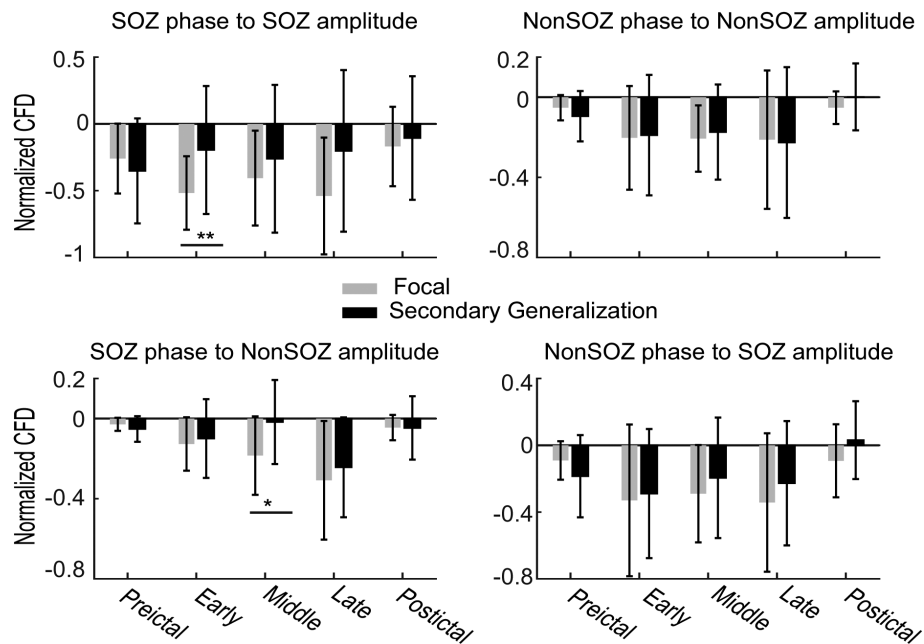 SOZ phase to SOZ amplitude
NonSOZ phase to NonSOZ amplitude
Normalized CFD
0.5
0
-0.5
-1
**
0.2
0
-0.4
-0.8
Focal
Secondary Generalization
SOZ phase to NonSOZ amplitude
NonSOZ phase to SOZ amplitude
Normalized CFD
0.2
0
-0.4
-0.8
*
0.4
0
-0.4
-0.8
Preictal
Early
Middle
Late
Postictal
Preictal
Early
Middle
Late
Postictal